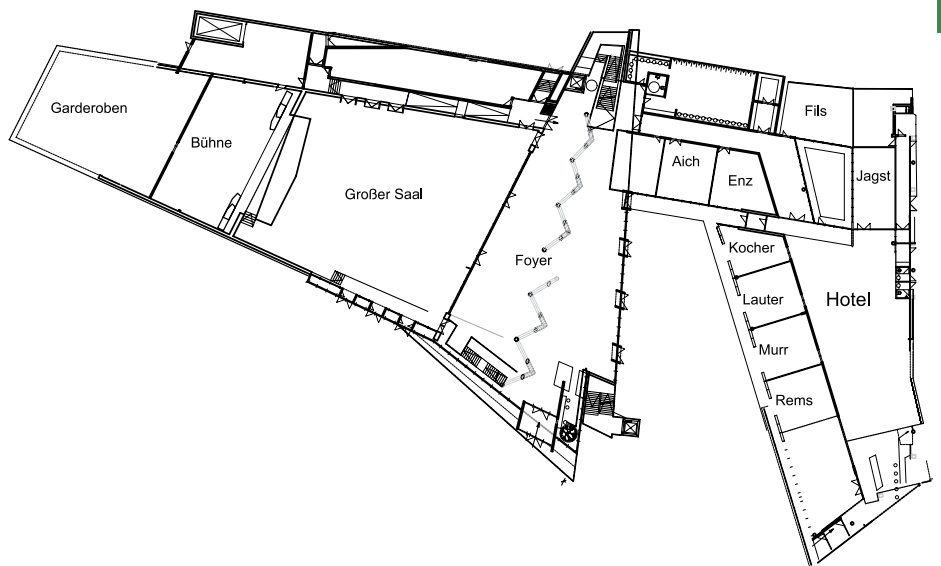 Garderoben
Bühne
Großer Saal
Foyer
Aich
Enz
Fils
Jagst
Kocher
Lauter
Murr
Rems
Hotel